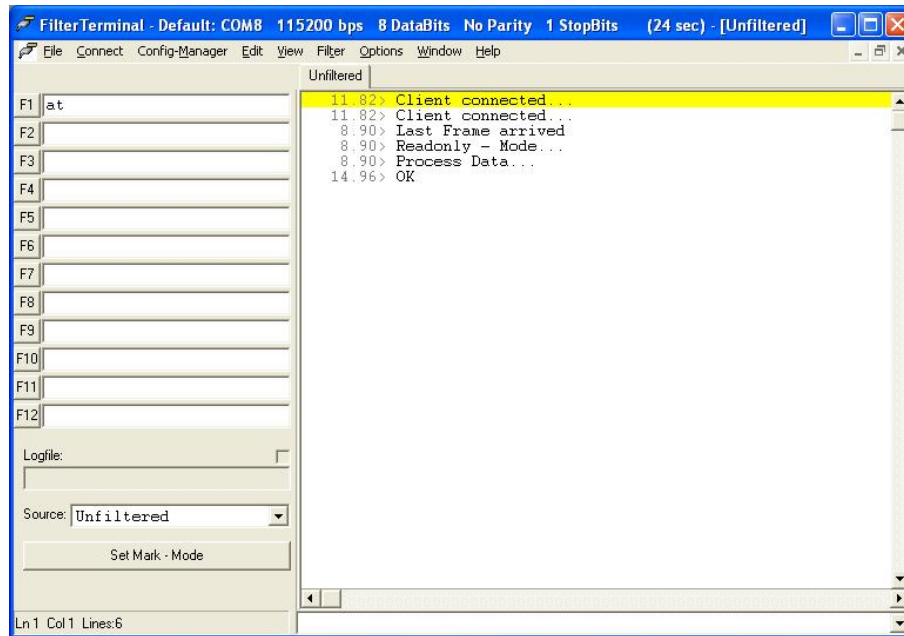 FilterTerminal - Default: COM8 115200 bps 8 DataBits No Parity 1 StopBits (24 sec) - [Unfiltered]
File Connect Config-Manager Edit View Filter Options Window Help
Unfiltered
F1 at
F2
F3
F4
F5
F6
F7
F8
F9
F10
F11
F12
Logfile:
Source: Unfiltered
Set Mark - Mode
11.82> Client connected...
11.82> Client connected...
8.90> Last Frame arrived
8.90> Readonly - Mode...
8.90> Process Data...
14.96> OK
Ln 1 Col 1 Lines:6